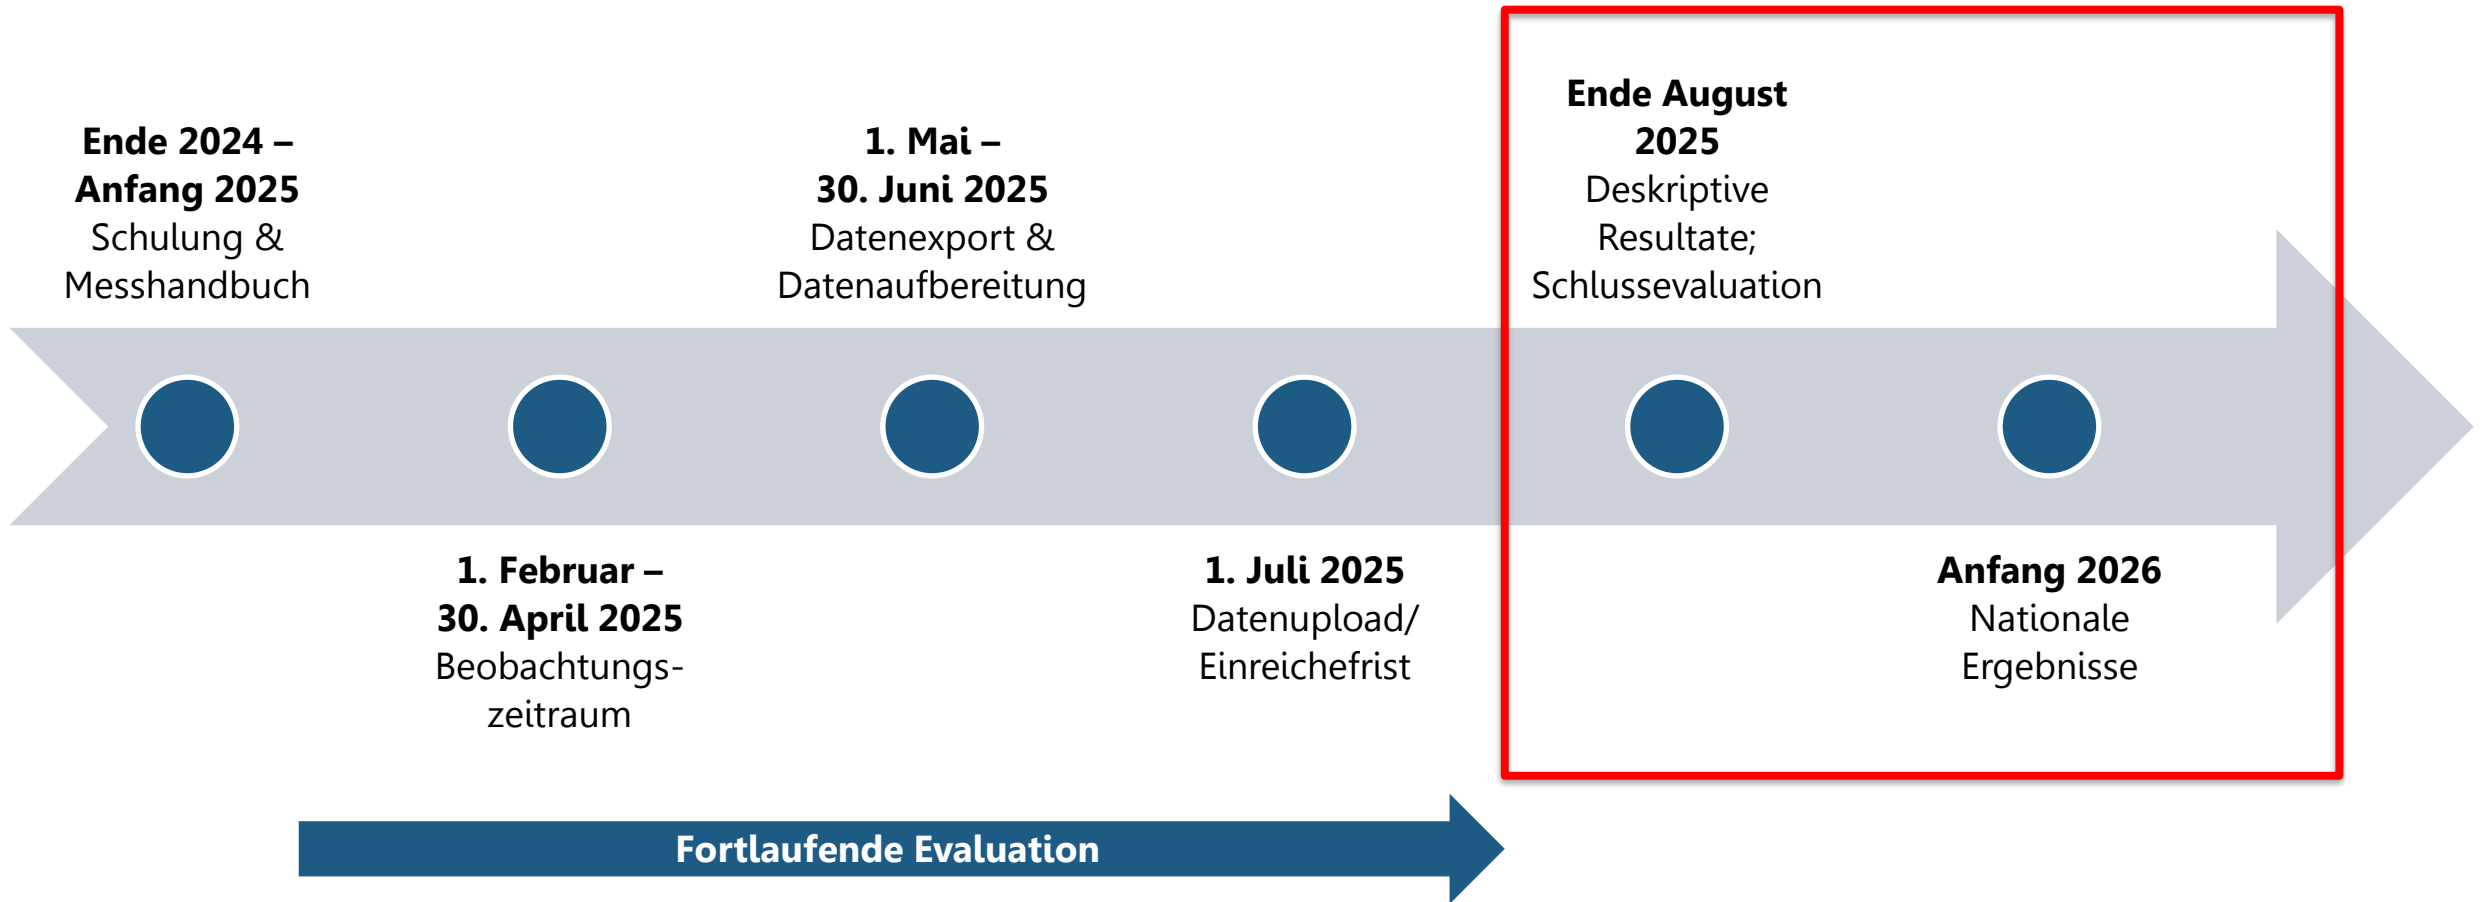 Ende 2024 –
Anfang 2025
Schulung &
Messhandbuch
1. Februar –
30. April 2025
Beobachtungs-
zeitraum
1. Mai –
30. Juni 2025
Datenexport &
Datenaufbereitung
1. Juli 2025
Datenupload/
Einreichefrist
Ende August
2025
Deskriptive
Resultate;
Schlussevaluation
Anfang 2026
Nationale
Ergebnisse
Fortlaufende Evaluation